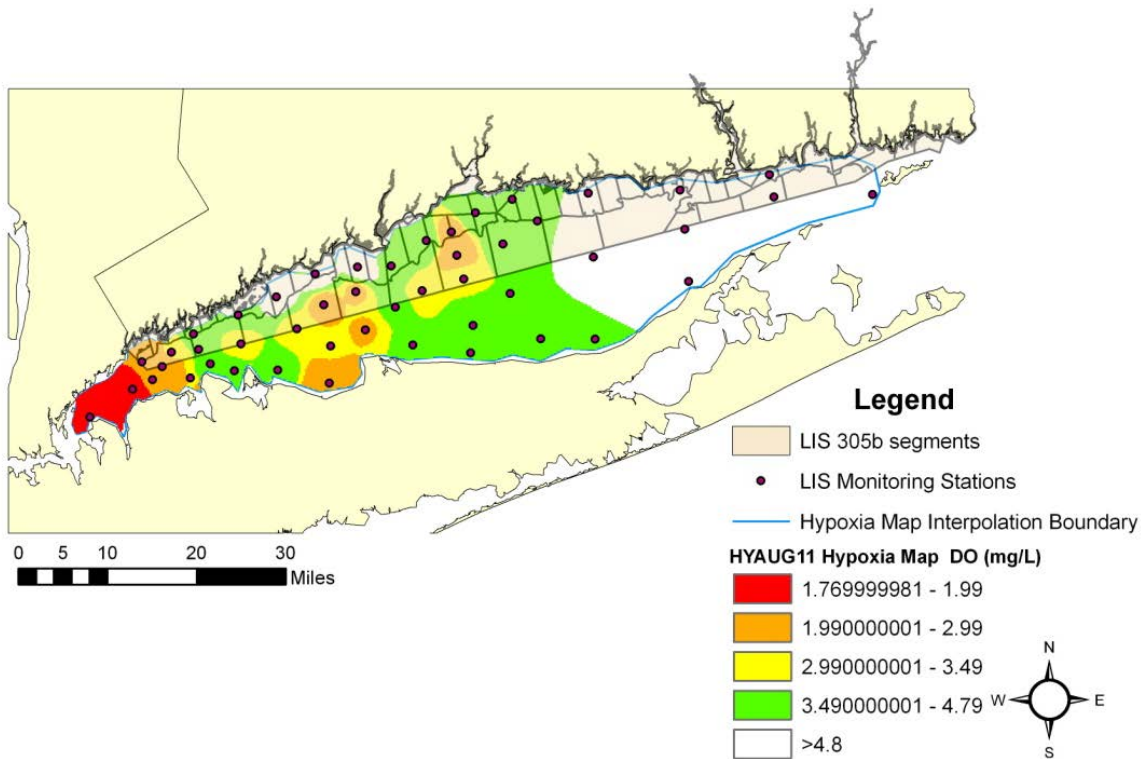 Legend
LIS 305b segments
LIS Monitoring Stations
Hypoxia Map Interpolation Boundary
HYAUG11 Hypoxia Map DO (mg/L)
1.769999981 - 1.99
1.990000001 - 2.99
2.990000001 - 3.49
3.490000001 - 4.79
>4.8
0 5 10 20 30
Miles
N
W E
S